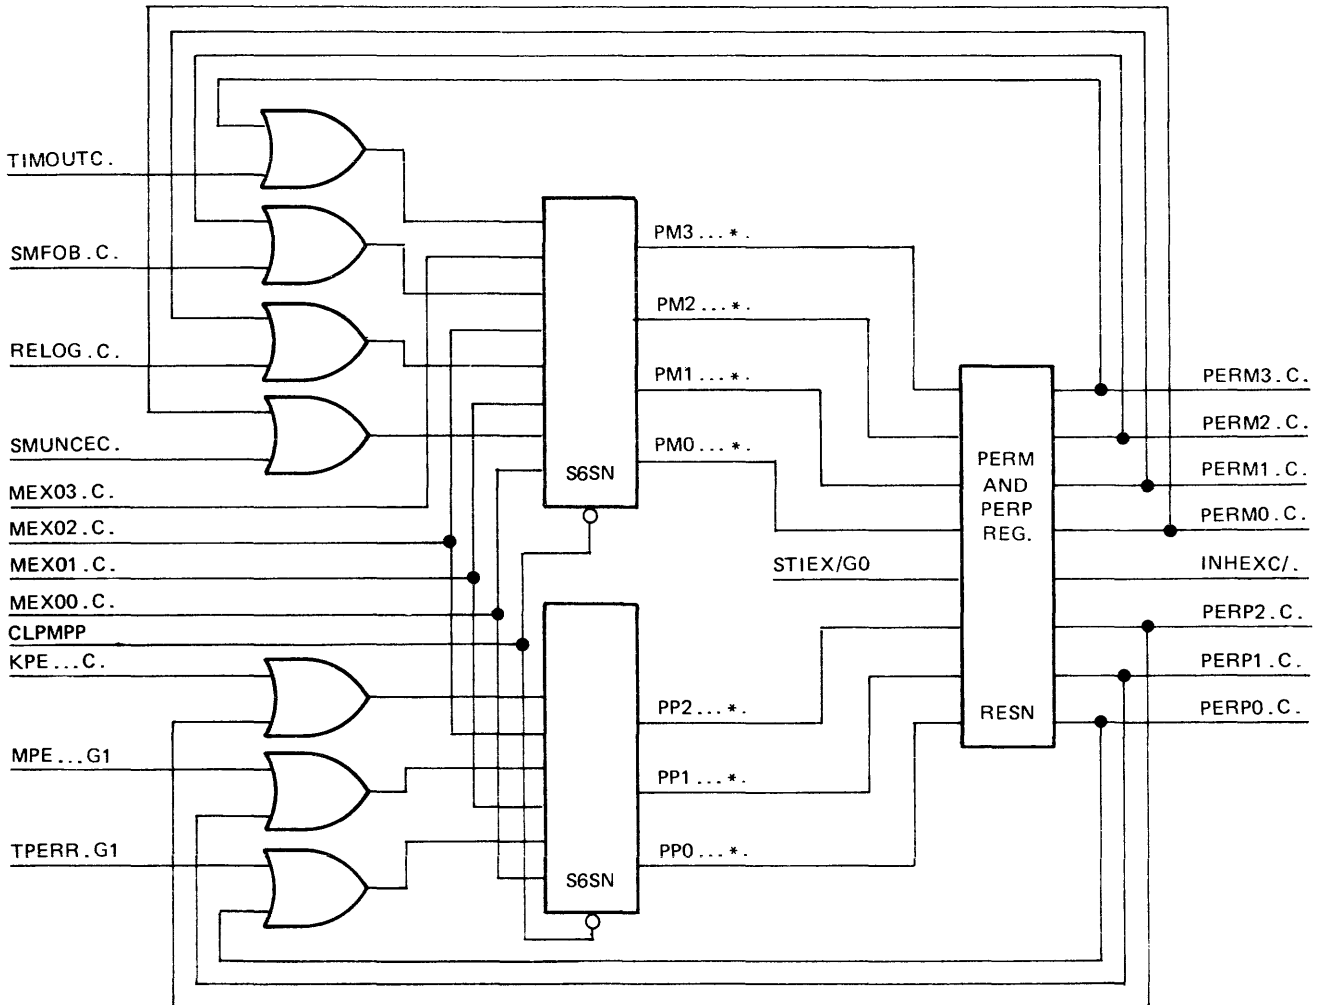 TIMOUTC.
SMFOB.C.
RELOG.C.
SMUNCEC.
MEX03.C.
MEX02.C.
MEX01.C.
MEX00.C.
CLPMPP
KPE...C.
MPE...G1
TPERR.G1
S6SN
S6SN
PM3...*.
PM2...*.
PM1...*.
PM0...*.
STIEX/G0
PP2...*.
PP1...*.
PP0...*.
PERM
AND
PERP
REG.
RESN
PERM3.C.
PERM2.C.
PERM1.C.
PERM0.C.
INHEXC/.
PERP2.C.
PERP1.C.
PERP0.C.